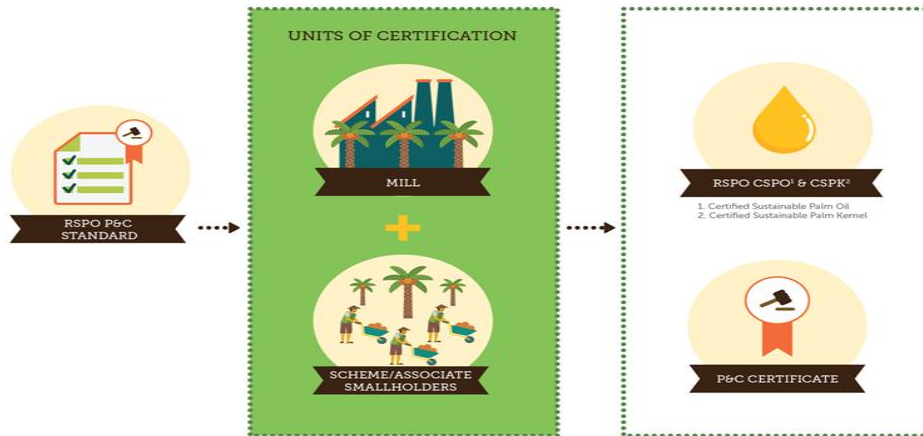 RSPO P&C
STANDARD
UNITS OF CERTIFICATION
MILL
SCHEME/ASSOCIATE
SMALLHOLDERS
RSPO CSPO¹ & CSPK²
1. Certified Sustainable Palm Oil
2. Certified Sustainable Palm Kernel
P&C CERTIFICATE